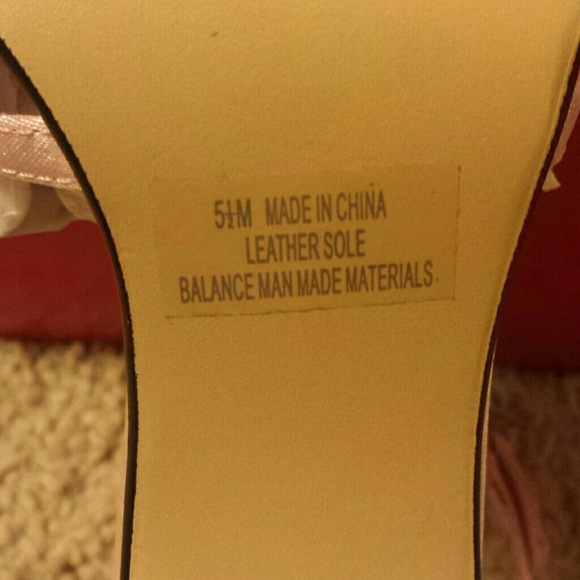 5½M MADE IN CHINA
LEATHER SOLE
BALANCE MAN MADE MATERIALS